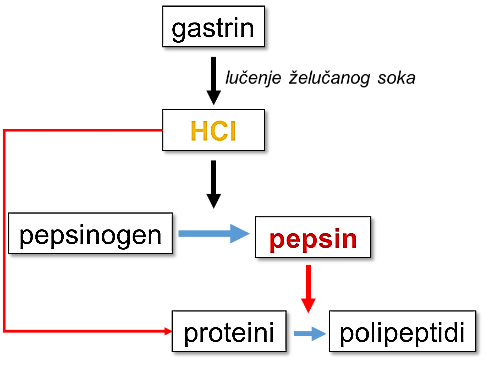 gastrin
lučenje želučanog soka
HCl
pepsinogen
pepsin
proteini
polipeptidi